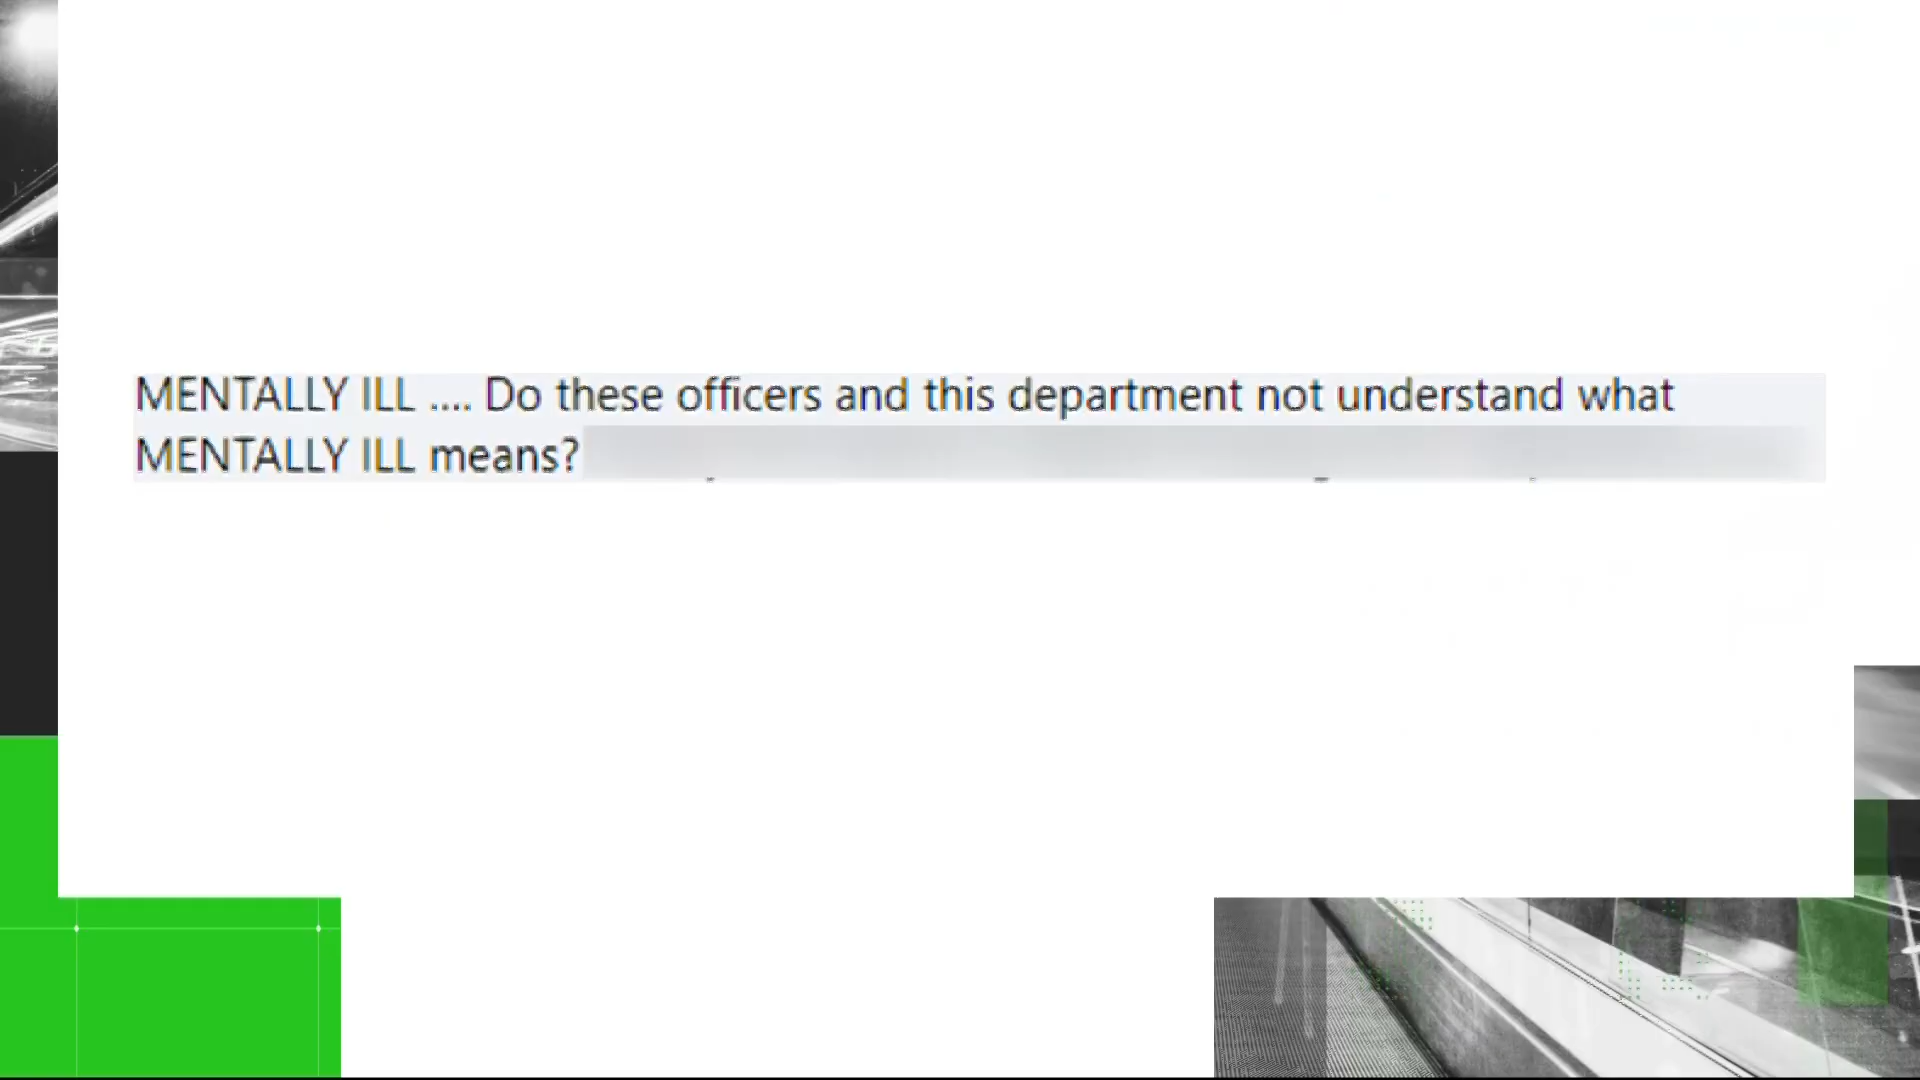 MENTALLY ILL .... Do these officers and this department not understand what
MENTALLY ILL means?